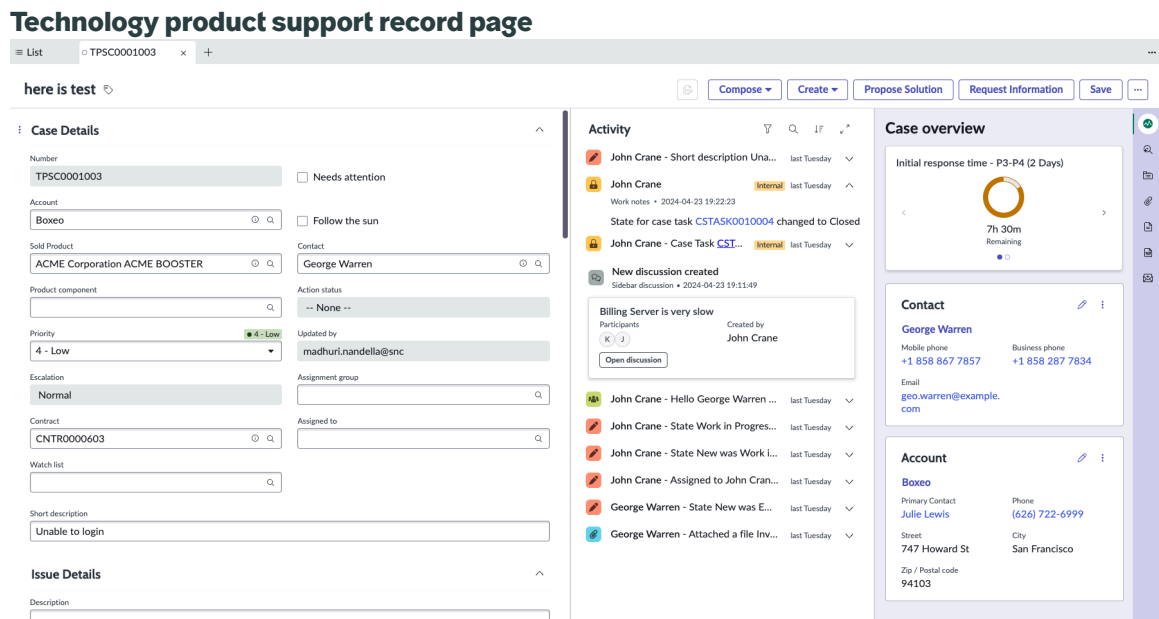 Technology product support record page
List
TPSC0001003
here is test
Compose
Create
Propose Solution
Request Information
Save
Case Details
Number
TPSC0001003
Needs attention
Account
Boxeo
Follow the sun
Sold Product
ACME Corporation ACME BOOSTER
Contact
George Warren
Product component
Action status
-- None --
Priority
4 - Low
4 - Low
Updated by
madhuri.nandella@snc
Escalation
Normal
Assignment group
Contract
CNTR0000603
Assigned to
Watch list
Short description
Unable to login
Issue Details
Description
Activity
John Crane - Short description Una... last Tuesday
John Crane Internal last Tuesday
Work notes • 2024-04-23 19:22:23
State for case task CSTASK0010004 changed to Closed
John Crane - Case Task CST... Internal last Tuesday
New discussion created
Sidebar discussion • 2024-04-23 19:11:49
Billing Server is very slow
Participants
K J
Created by
John Crane
Open discussion
John Crane - Hello George Warren ... last Tuesday
John Crane - State Work in Progres... last Tuesday
John Crane - State New was Work i... last Tuesday
John Crane - Assigned to John Cran... last Tuesday
George Warren - State New was E... last Tuesday
George Warren - Attached a file Inv... last Tuesday
Case overview
Initial response time - P3-P4 (2 Days)
7h 30m
Remaining
Contact
George Warren
Mobile phone
+1 858 867 7857
Business phone
+1 858 287 7834
Email
geo.warren@example.
com
Account
Boxeo
Primary Contact
Julie Lewis
Phone
(626) 722-6999
Street
747 Howard St
City
San Francisco
Zip / Postal code
94103